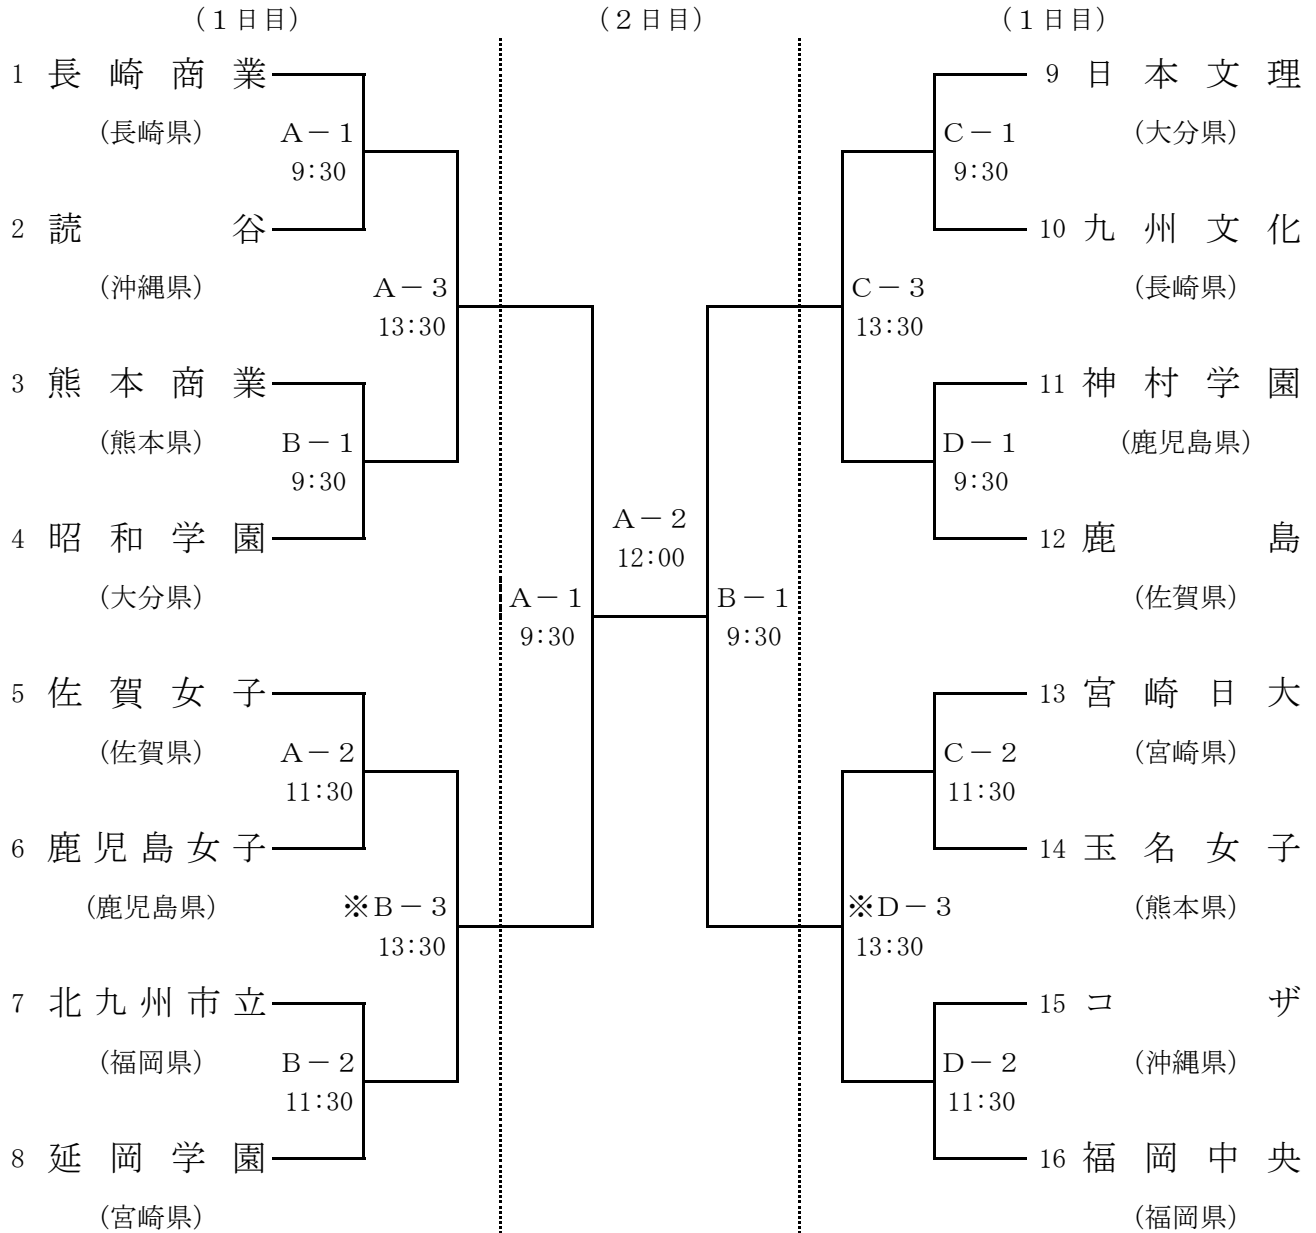 （１日目）
（２日目）
（１日目）
1 長崎商業
（長崎県）
A－1
9:30
2 読谷
（沖縄県）
A－3
13:30
3 熊本商業
（熊本県）
B－1
9:30
4 昭和学園
（大分県）
5 佐賀女子
（佐賀県）
A－2
11:30
6 鹿児島女子
（鹿児島県）
※B－3
13:30
7 北九州市立
（福岡県）
B－2
11:30
8 延岡学園
（宮崎県）
A－1
9:30
A－2
12:00
B－1
9:30
9 日本文理
（大分県）
C－1
9:30
10 九州文化
（長崎県）
C－3
13:30
11 神村学園
（鹿児島県）
D－1
9:30
12 鹿島
（佐賀県）
13 宮崎日大
（宮崎県）
C－2
11:30
14 玉名女子
（熊本県）
※D－3
13:30
15 コザ
（沖縄県）
D－2
11:30
16 福岡中央
（福岡県）